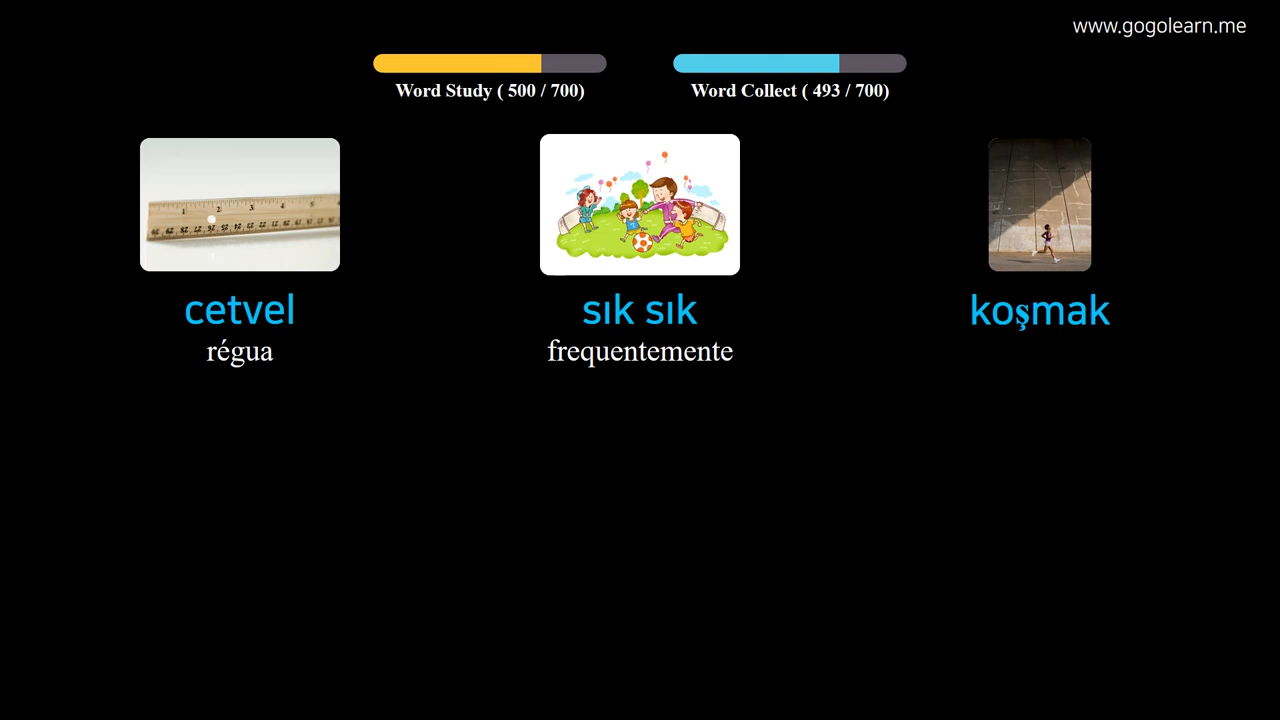 www.gogolearn.me
Word Study ( 500 / 700)
Word Collect ( 493 / 700)
cetvel
régua
sık sık
frequentemente
koşmak